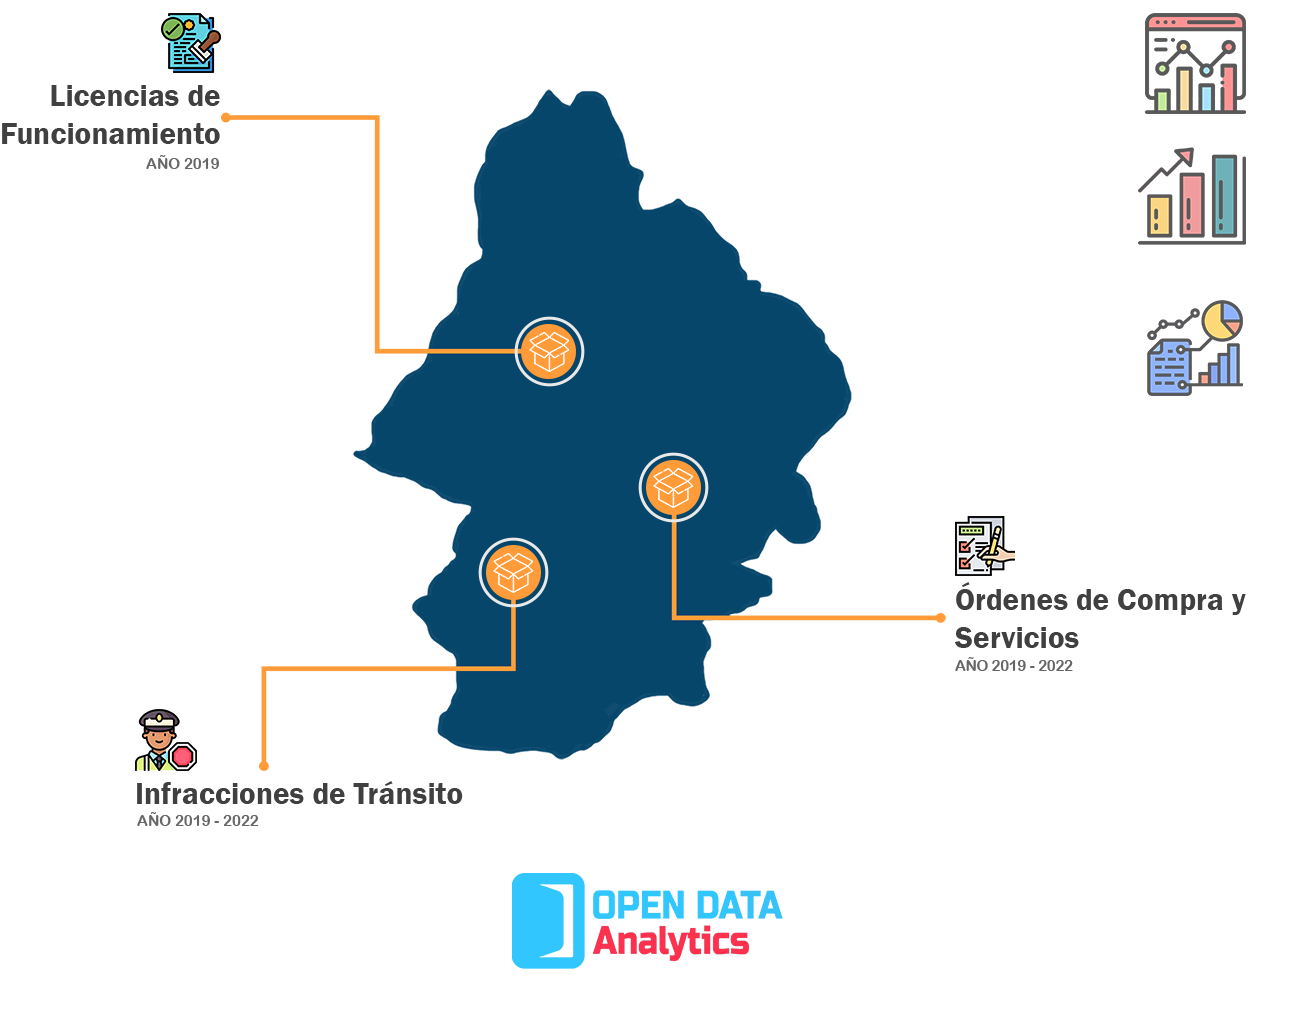 Licencias de
Funcionamiento
AÑO 2019
Órdenes de Compra y
Servicios
AÑO 2019 - 2022
Infracciones de Tránsito
AÑO 2019 - 2022
OPEN DATA
Analytics